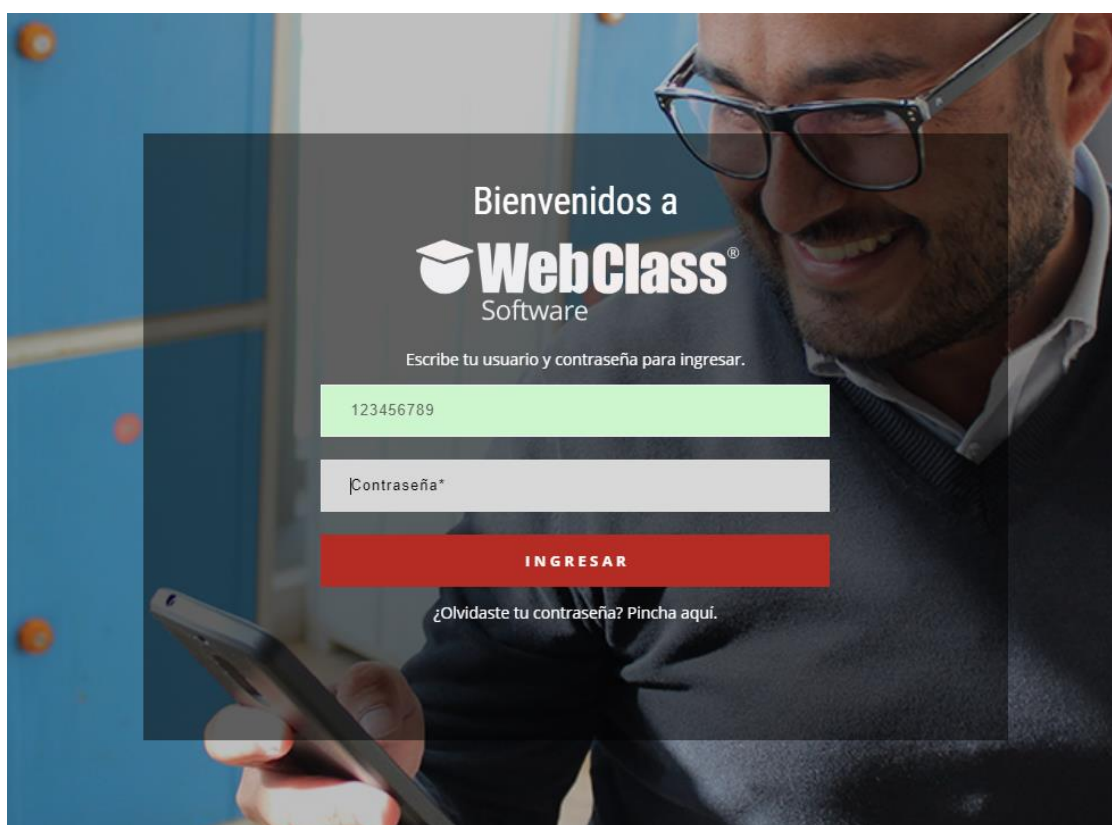 Bienvenidos a
WebClass®
Software
Escribe tu usuario y contraseña para ingresar.
123456789
Contraseña*
INGRESAR
¿Olvidaste tu contraseña? Pincha aquí.